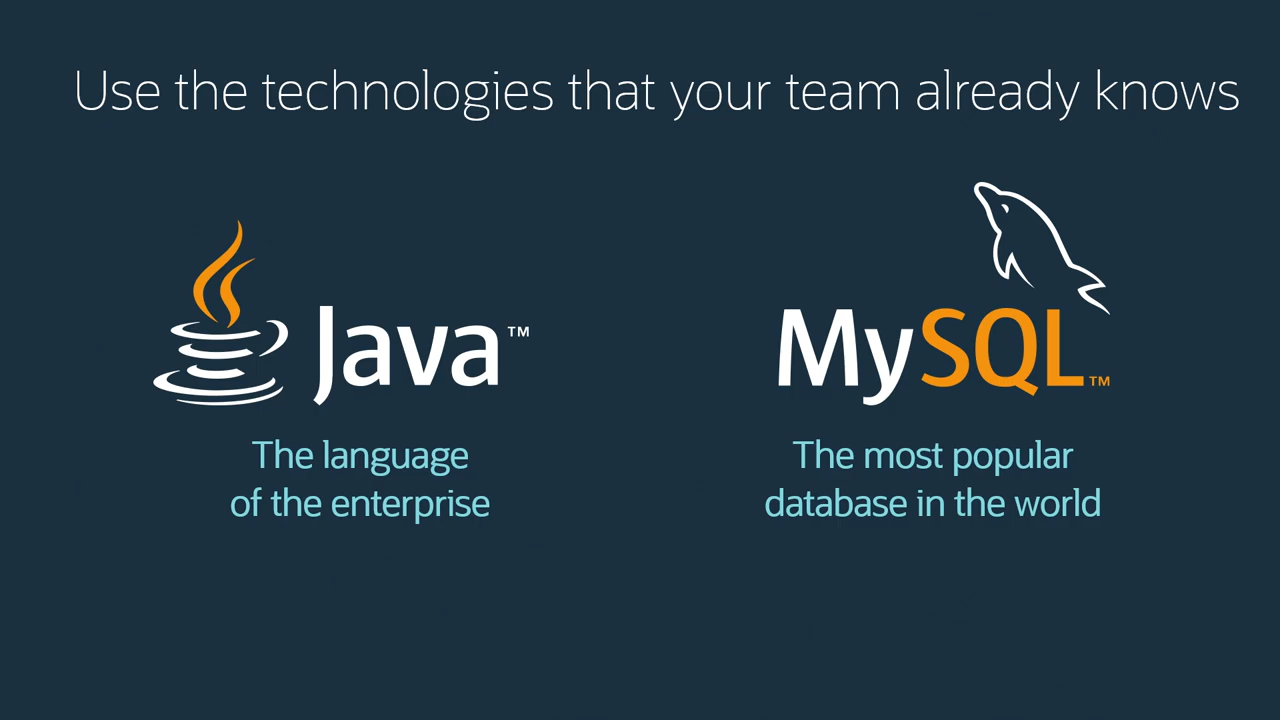 Use the technologies that your team already knows
Java™
MySQL™
The language
of the enterprise
The most popular
database in the world